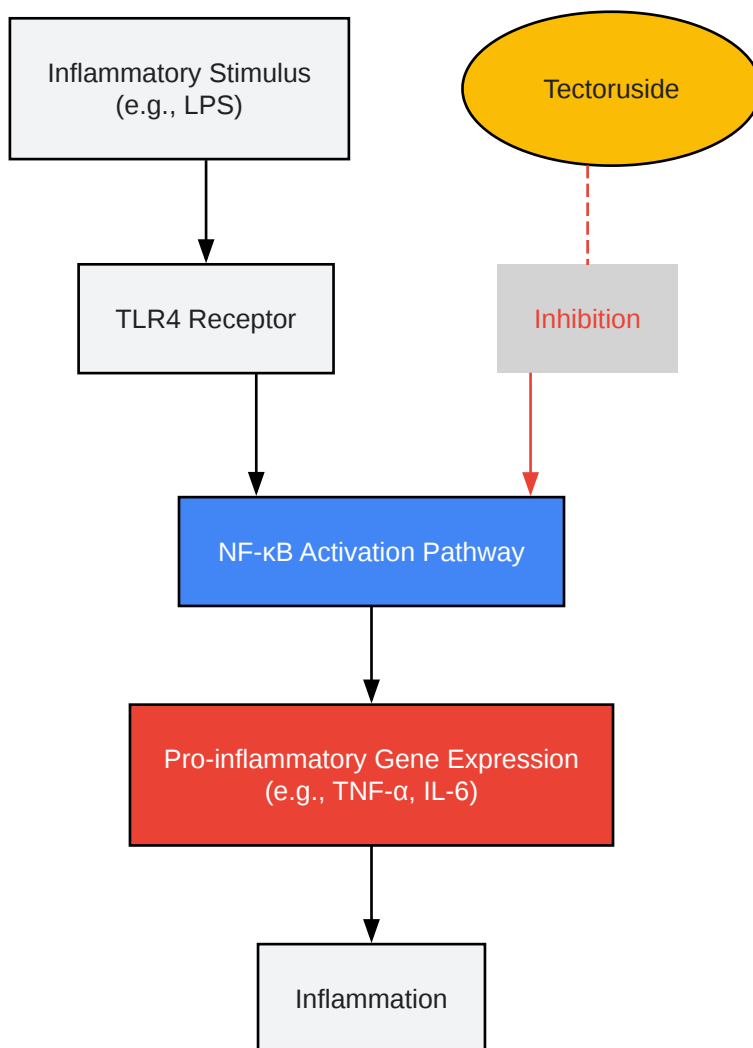 Inflammatory Stimulus
(e.g., LPS)
Tectoruside
TLR4 Receptor
Inhibition
NF-κB Activation Pathway
Pro-inflammatory Gene Expression
(e.g., TNF-α, IL-6)
Inflammation